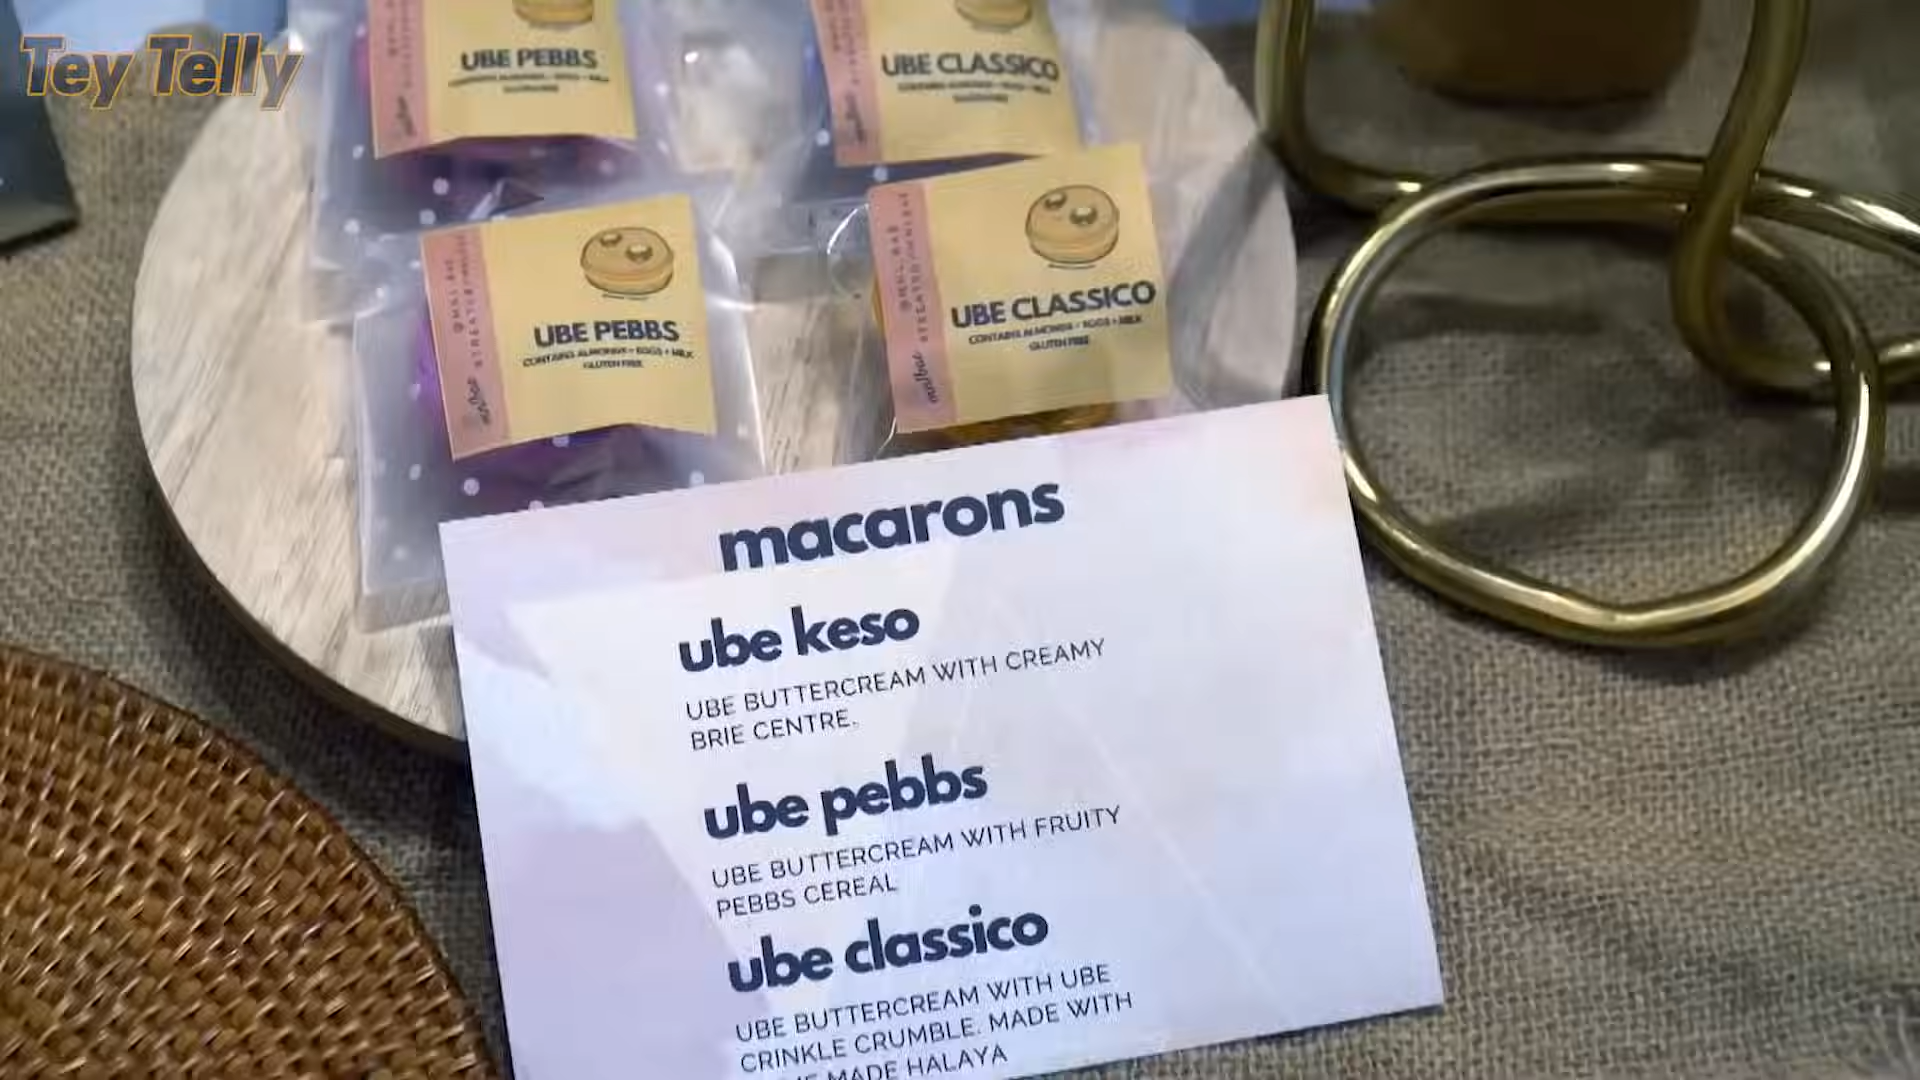 Tey Telly
UBE PEBBS
UBE CLASSICO
UBE PEBBS
CONTAINS ALMONDS • EGGS • MILK
GLUTEN FREE
UBE CLASSICO
CONTAINS ALMONDS • EGGS • MILK
GLUTEN FREE
macarons
ube keso
UBE BUTTERCREAM WITH CREAMY
BRIE CENTRE.
ube pebbs
UBE BUTTERCREAM WITH FRUITY
PEBBS CEREAL
ube classico
UBE BUTTERCREAM WITH UBE
CRINKLE CRUMBLE. MADE WITH
MADE HALAYA